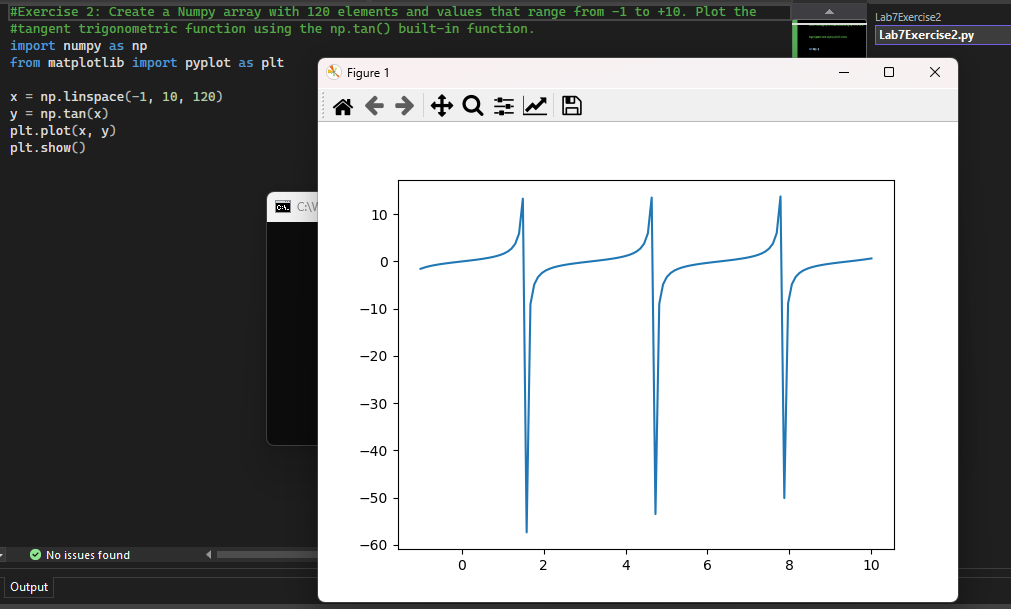 #Exercise 2: Create a Numpy array with 120 elements and values that range from -1 to +10. Plot the
#tangent trigonometric function using the np.tan() built-in function.
import numpy as np
from matplotlib import pyplot as plt
x = np.linspace(-1, 10, 120)
y = np.tan(x)
plt.plot(x, y)
plt.show()
Lab7Exercise2
Lab7Exercise2.py
Figure 1
C:\
10
0
−10
−20
−30
−40
−50
−60
0 2 4 6 8 10
No issues found
Output